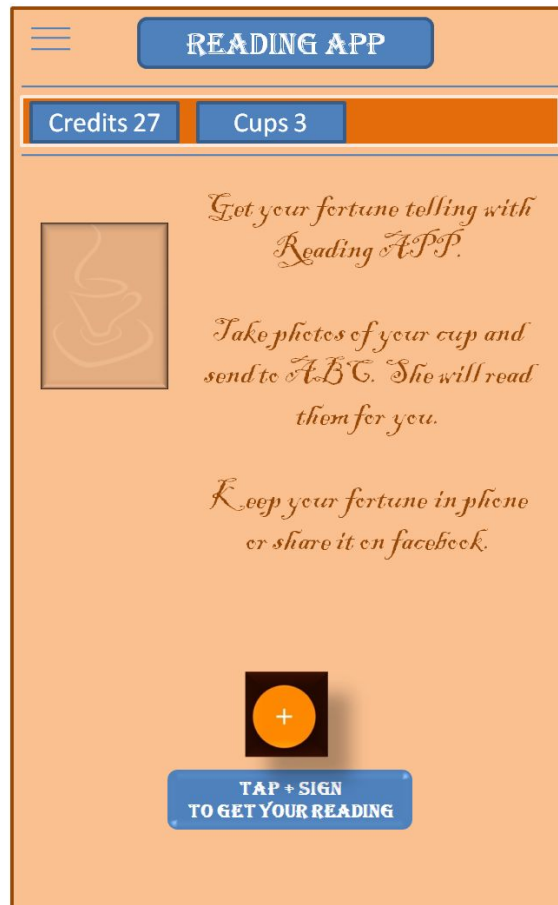 READING APP
Credits 27
Cups 3
Get your fortune telling with
Reading APP.
Take photos of your cup and
send to ABC. She will read
them for you.
Keep your fortune in phone
or share it on facebook.
+
TAP + SIGN
TO GET YOUR READING